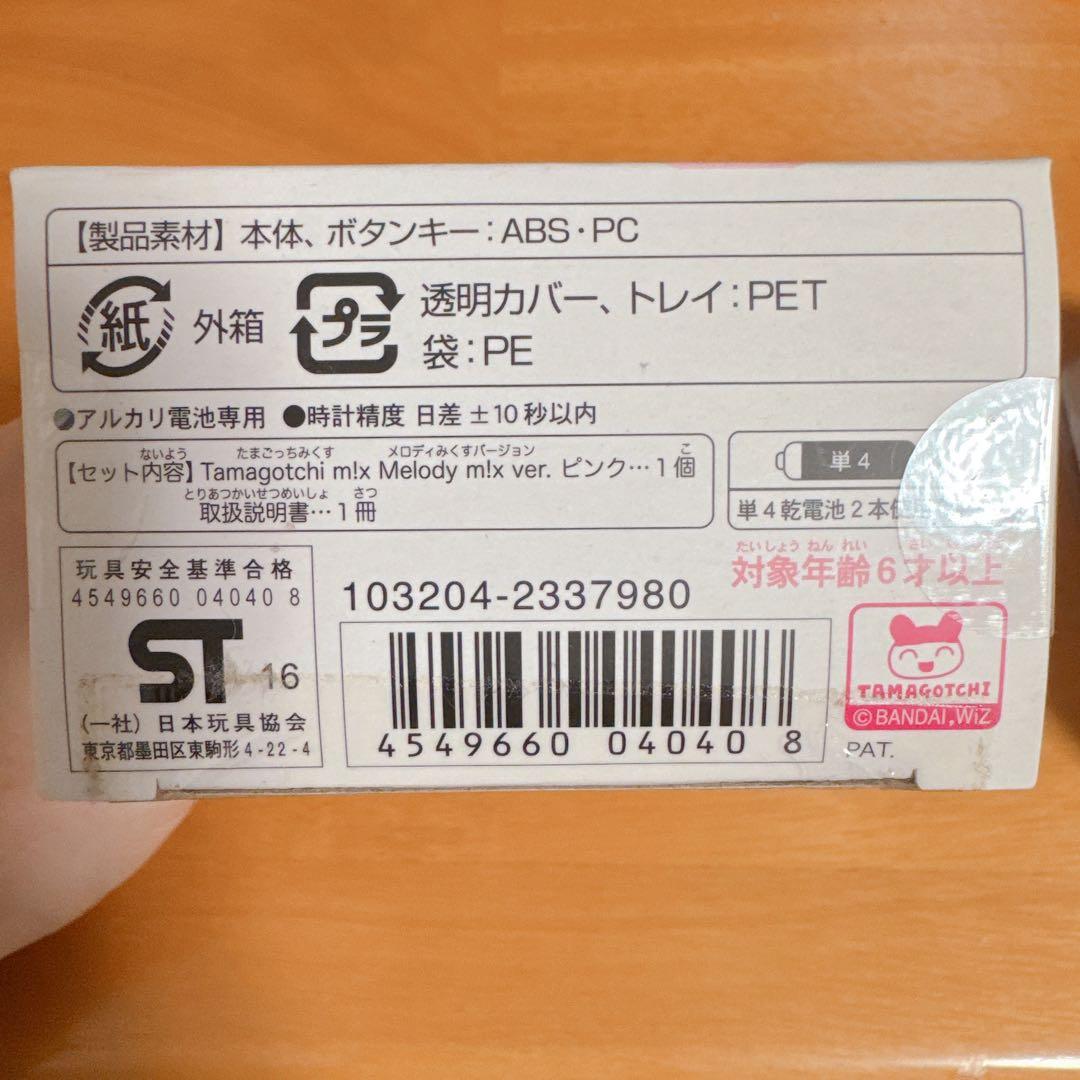 【製品素材】本体、ボタンキー：ABS・PC
紙 外箱
プラ 透明カバー、トレイ：PET
袋：PE
●アルカリ電池専用 ●時計精度 日差 ±10秒以内
ないよう たまごっちみくす メロディみくすバージョン こ
【セット内容】Tamagotchi m!x Melody m!x ver. ピンク…1個
とりあつかいせつめいしょ さつ
取扱説明書…1冊
単4
単4乾電池2本
たいしょう ねん れい さい
対象年齢6才以上
玩具安全基準合格
4549660 04040 8
ST 16
(一社) 日本玩具協会
東京都墨田区東駒形4-22-4
103204-2337980
4549660 04040 8
TAMAGOTCHI
©BANDAI,WiZ
PAT.